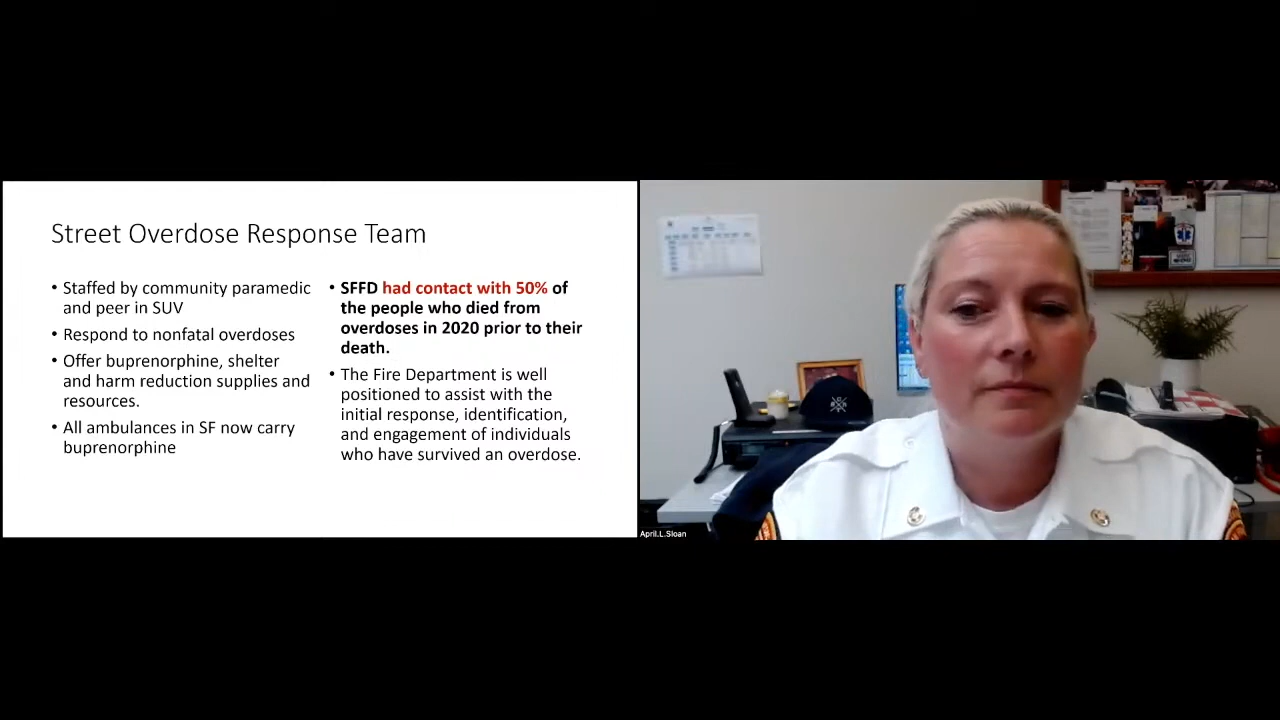 Street Overdose Response Team
• Staffed by community paramedic
and peer in SUV
• Respond to nonfatal overdoses
• Offer buprenorphine, shelter
and harm reduction supplies and
resources.
• All ambulances in SF now carry
buprenorphine
• SFFD had contact with 50% of
the people who died from
overdoses in 2020 prior to their
death.
• The Fire Department is well
positioned to assist with the
initial response, identification,
and engagement of individuals
who have survived an overdose.
April.L.Sloan